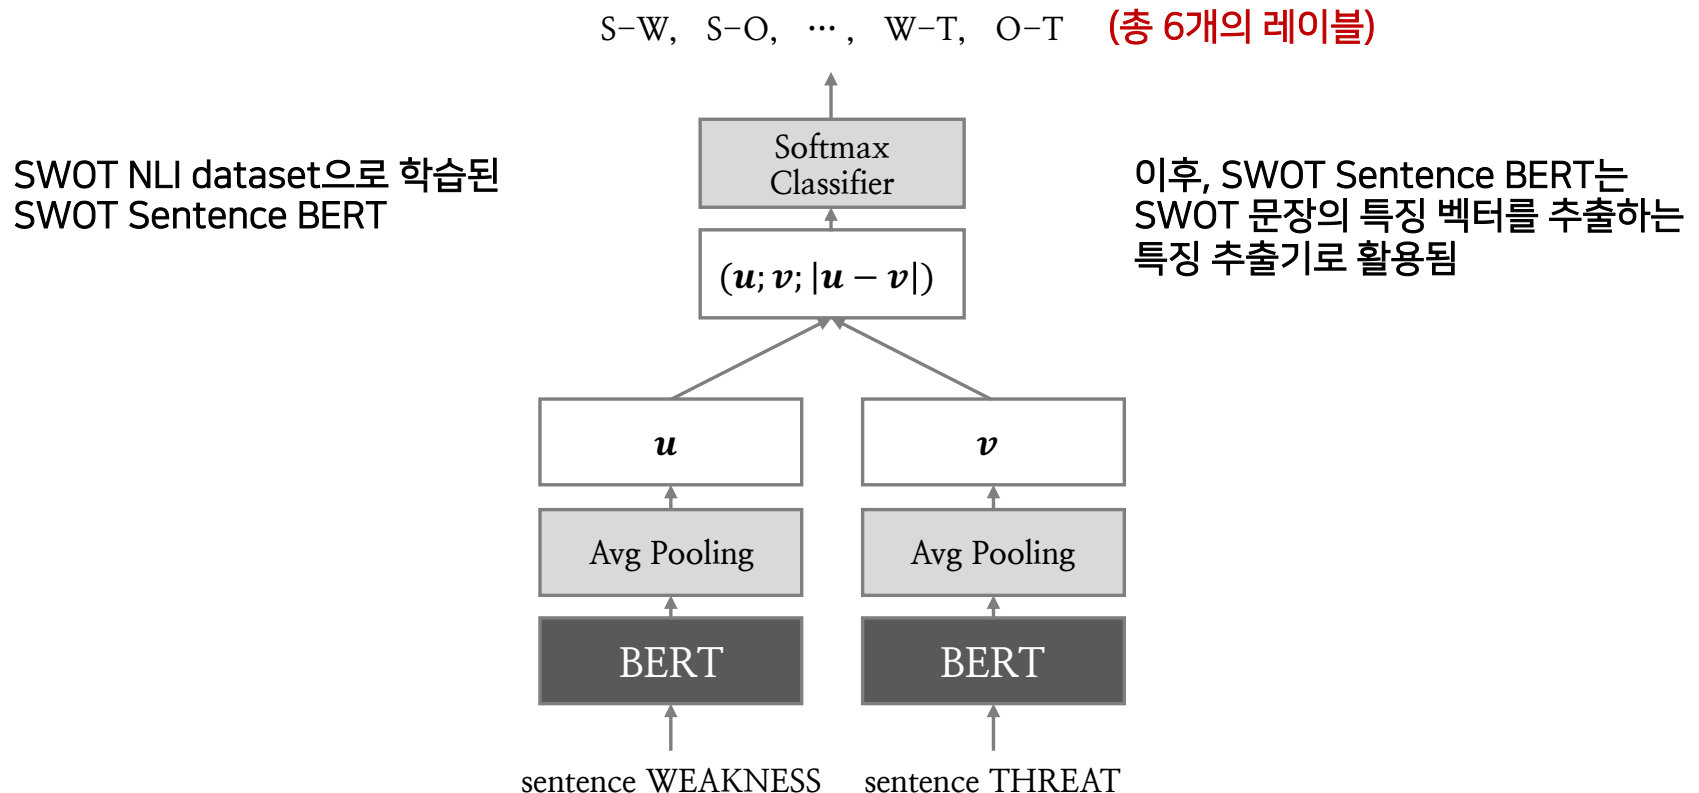 S-W, S-O, ⋯, W-T, O-T (총 6개의 레이블)
Softmax
Classifier
SWOT NLI dataset으로 학습된
SWOT Sentence BERT
이후, SWOT Sentence BERT는
SWOT 문장의 특징 벡터를 추출하는
특징 추출기로 활용됨
(u; v; |u − v|)
u
v
Avg Pooling
Avg Pooling
BERT
BERT
sentence WEAKNESS
sentence THREAT